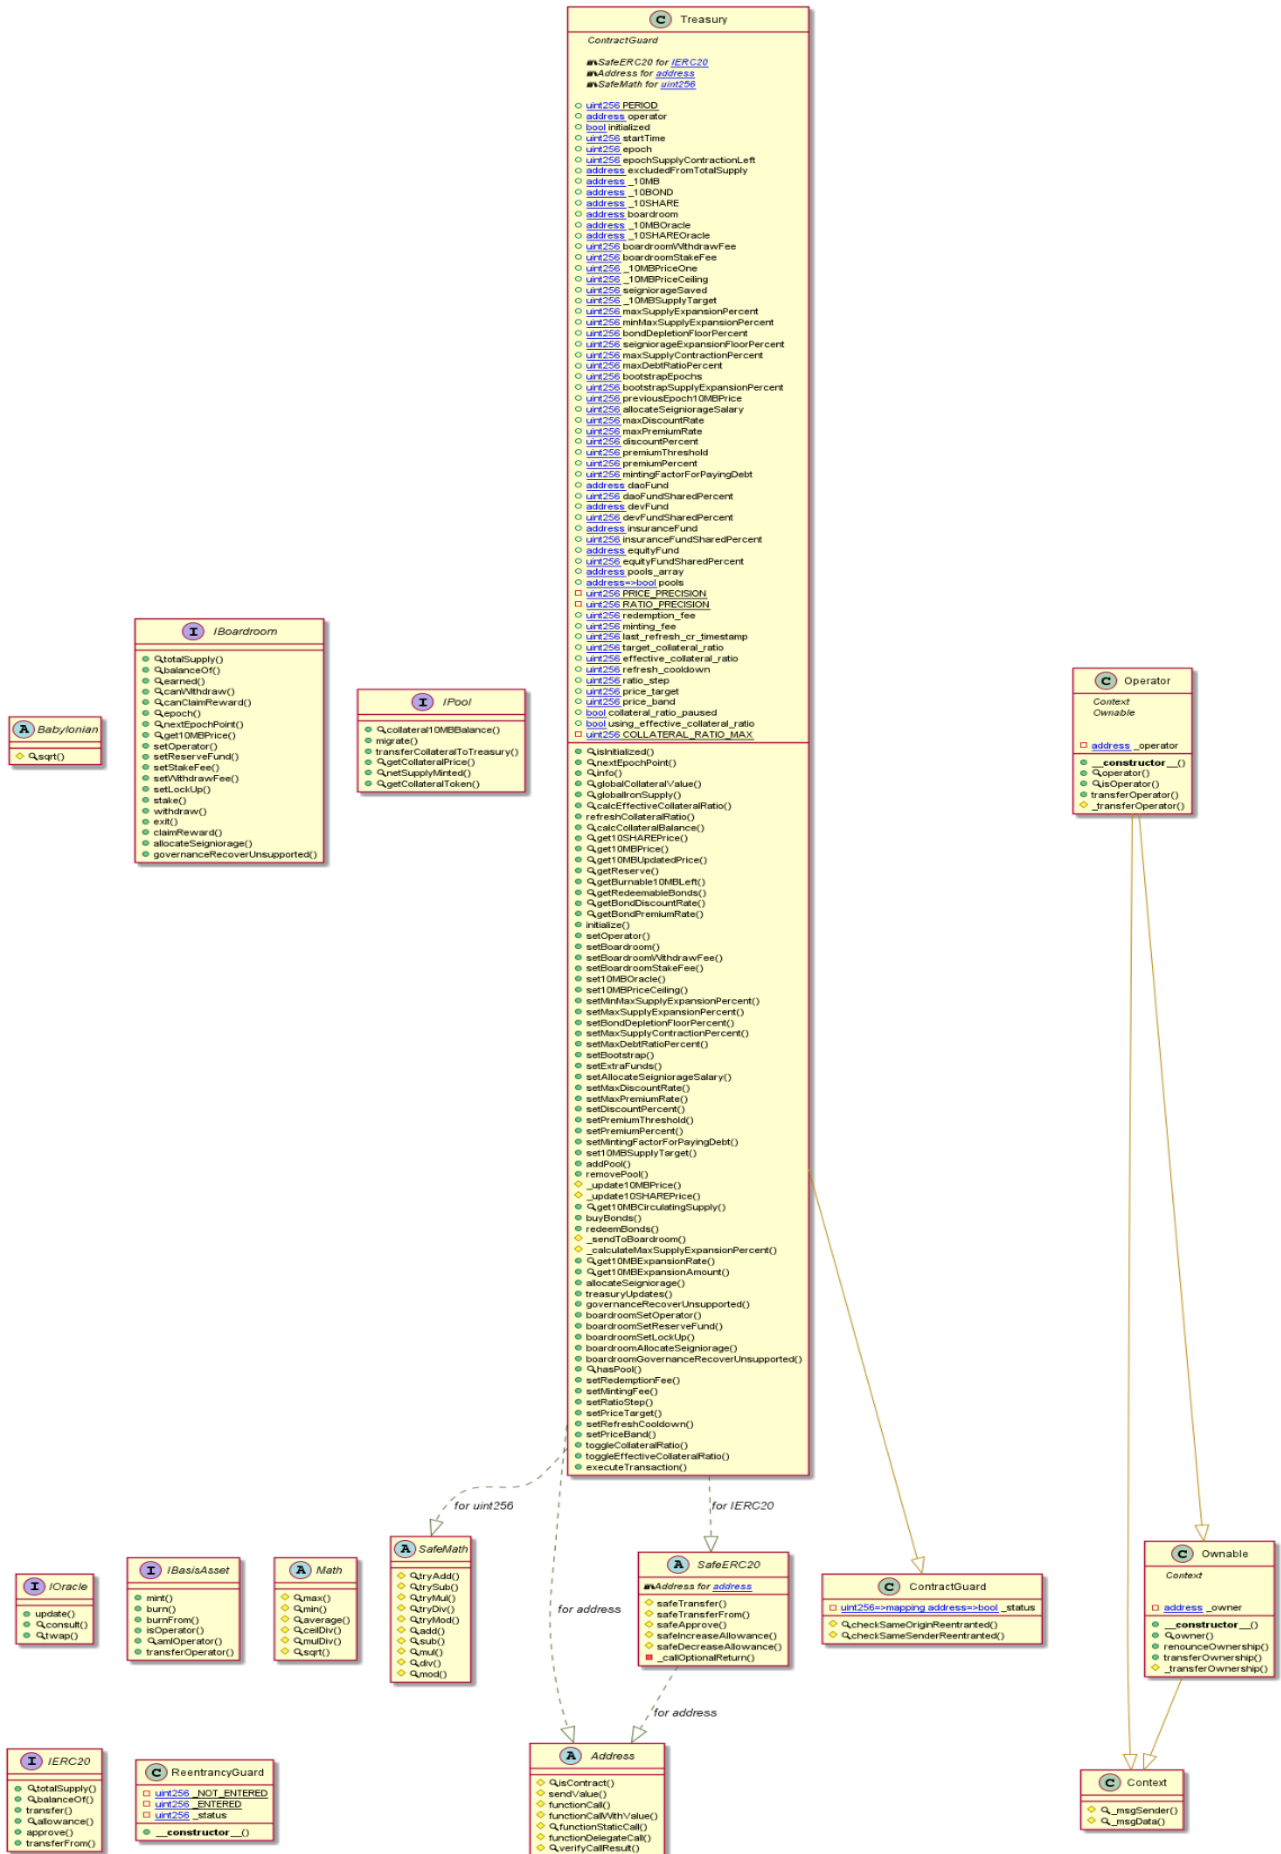 Treasury
ContractGuard
SafeERC20 for IERC20
Address for address
SafeMath for uint256
uint256 PERIOD
address operator
bool initialized
uint256 startTime
uint256 epoch
uint256 epochSupplyContractionLeft
address excludedFromTotalSupply
address _10MB
address _10BOND
address _10SHARE
address boardroom
address _10MBOracle
address _10SHAREOracle
uint256 boardroomWithdrawFee
uint256 boardroomStakeFee
uint256 _10MBPriceOne
uint256 _10MBPriceCeiling
uint256 seigniorageSaved
uint256 _10MBSupplyTarget
uint256 maxSupplyExpansionPercent
uint256 minMaxSupplyExpansionPercent
uint256 bondDepletionFloorPercent
uint256 seigniorageExpansionFloorPercent
uint256 maxSupplyContractionPercent
uint256 maxDebtRatioPercent
uint256 bootstrapEpochs
uint256 bootstrapSupplyExpansionPercent
uint256 previousEpoch10MBPrice
uint256 allocateSeigniorageSalary
uint256 maxDiscountRate
uint256 maxPremiumRate
uint256 discountPercent
uint256 premiumThreshold
uint256 premiumPercent
uint256 mintingFactorForPayingDebt
address daoFund
uint256 daoFundSharedPercent
address devFund
uint256 devFundSharedPercent
address insuranceFund
uint256 insuranceFundSharedPercent
address equityFund
uint256 equityFundSharedPercent
address pools_array
address=>bool pools
uint256 PRICE_PRECISION
uint256 RATIO_PRECISION
uint256 redemption_fee
uint256 minting_fee
uint256 last_refresh_cr_timestamp
uint256 target_collateral_ratio
uint256 effective_collateral_ratio
uint256 refresh_cooldown
uint256 ratio_step
uint256 price_target
uint256 price_band
bool collateral_ratio_paused
bool using_effective_collateral_ratio
uint256 COLLATERAL_RATIO_MAX
isInitialized()
nextEpochPoint()
info()
globalCollateralValue()
globalIronSupply()
calcEffectiveCollateralRatio()
refreshCollateralRatio()
calcCollateralBalance()
get10SHAREPrice()
get10MBPrice()
get10MBUpdatedPrice()
getReserve()
getBurnable10MBLeft()
getRedeemableBonds()
getBondDiscountRate()
getBondPremiumRate()
initialize()
setOperator()
setBoardroom()
setBoardroomWithdrawFee()
setBoardroomStakeFee()
set10MBOracle()
set10MBPriceCeiling()
setMinMaxSupplyExpansionPercent()
setMaxSupplyExpansionPercent()
setBondDepletionFloorPercent()
setMaxSupplyContractionPercent()
setMaxDebtRatioPercent()
setBootstrap()
setExtraFunds()
setAllocateSeigniorageSalary()
setMaxDiscountRate()
setMaxPremiumRate()
setDiscountPercent()
setPremiumThreshold()
setPremiumPercent()
setMintingFactorForPayingDebt()
set10MBSupplyTarget()
addPool()
removePool()
_update10MBPrice()
_update10SHAREPrice()
get10MBCirculatingSupply()
buyBonds()
redeemBonds()
_sendToBoardroom()
_calculateMaxSupplyExpansionPercent()
get10MBExpansionRate()
get10MBExpansionAmount()
allocateSeigniorage()
treasuryUpdates()
governanceRecoverUnsupported()
boardroomSetOperator()
boardroomSetReserveFund()
boardroomSetLockUp()
boardroomAllocateSeigniorage()
boardroomGovernanceRecoverUnsupported()
hasPool()
setRedemptionFee()
setMintingFee()
setRatioStep()
setPriceTarget()
setRefreshCooldown()
setPriceBand()
toggleCollateralRatio()
toggleEffectiveCollateralRatio()
executeTransaction()
Babylonian
sqrt()
IBoardroom
totalSupply()
balanceOf()
earned()
canWithdraw()
canClaimReward()
epoch()
nextEpochPoint()
get10MBPrice()
setOperator()
setReserveFund()
setStakeFee()
setWithdrawFee()
setLockUp()
stake()
withdraw()
exit()
claimReward()
allocateSeigniorage()
governanceRecoverUnsupported()
IPool
collateral10MBBalance()
migrate()
transferCollateralToTreasury()
getCollateralPrice()
netSupplyMinted()
getCollateralToken()
Operator
Context
Ownable
address _operator
__constructor__()
operator()
isOperator()
transferOperator()
_transferOperator()
for uint256
for IERC20
for address
IOracle
update()
consult()
twap()
IBasisAsset
mint()
burn()
burnFrom()
isOperator()
amIOperator()
transferOperator()
Math
max()
min()
average()
ceilDiv()
mulDiv()
sqrt()
SafeMath
tryAdd()
trySub()
tryMul()
tryDiv()
tryMod()
add()
sub()
mul()
div()
mod()
SafeERC20
Address for address
safeTransfer()
safeTransferFrom()
safeApprove()
safeIncreaseAllowance()
safeDecreaseAllowance()
_callOptionalReturn()
for address
ContractGuard
uint256=>mapping address=>bool _status
checkSameOriginReentranted()
checkSameSenderReentranted()
Ownable
Context
address _owner
__constructor__()
owner()
renounceOwnership()
transferOwnership()
_transferOwnership()
IERC20
totalSupply()
balanceOf()
transfer()
allowance()
approve()
transferFrom()
ReentrancyGuard
uint256 _NOT_ENTERED
uint256 _ENTERED
uint256 _status
__constructor__()
Address
isContract()
sendValue()
functionCall()
functionCallWithValue()
functionStaticCall()
functionDelegateCall()
verifyCallResult()
Context
_msgSender()
_msgData()